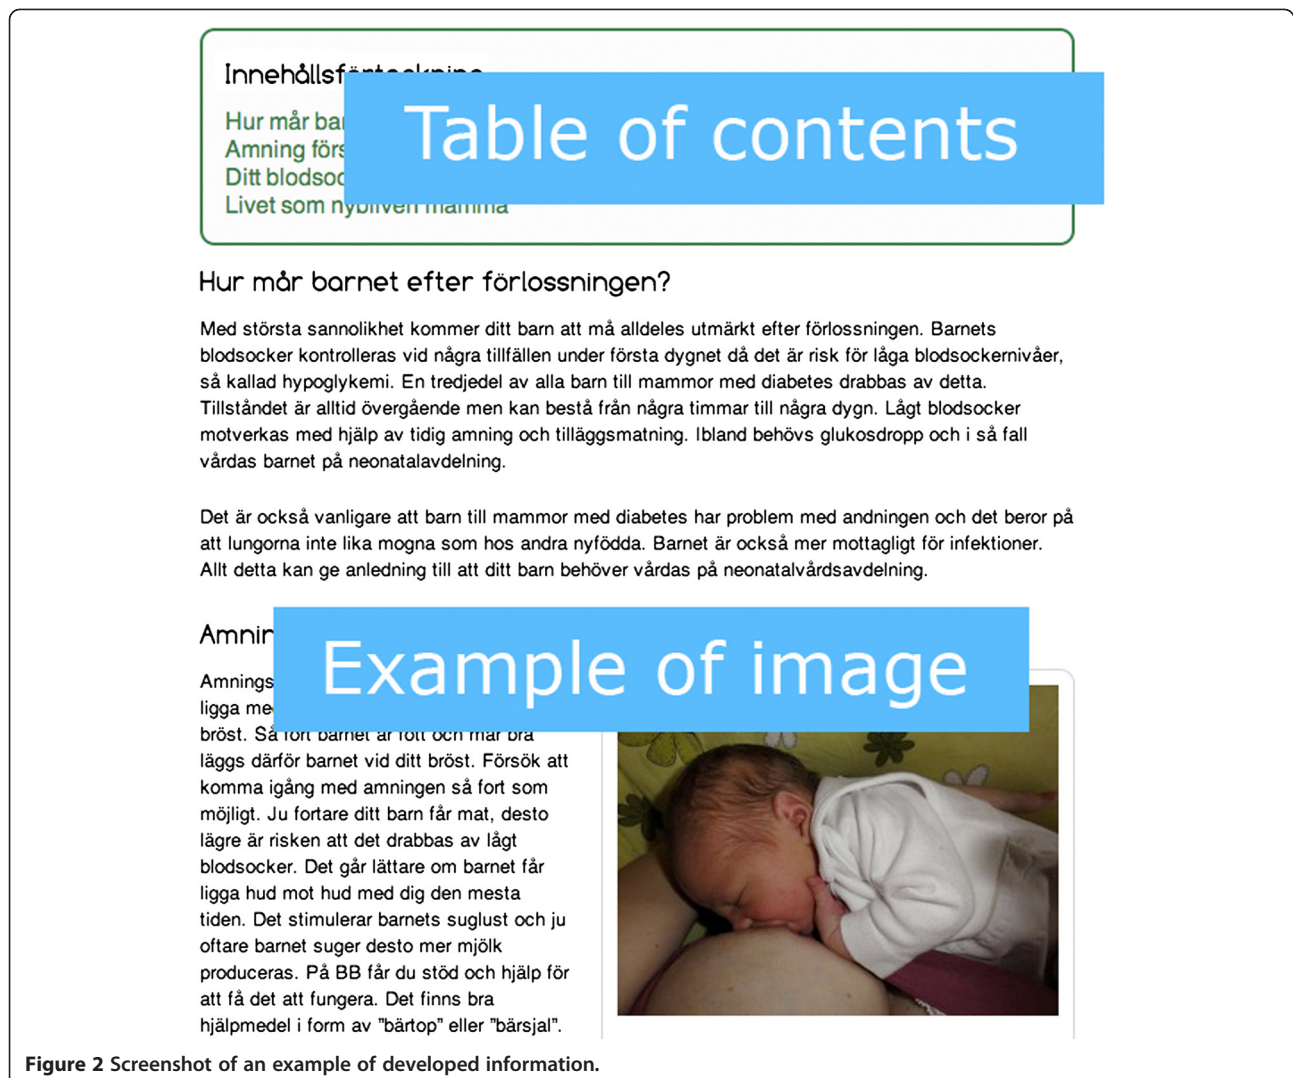 Table of contents
Hur mår
Amning
Ditt
Livet som nybliven mamma
Hur mår barnet efter förlossningen?
Med största sannolikhet kommer ditt barn att må alldeles utmärkt efter förlossningen. Barnets
blodsocker kontrolleras vid några tillfällen under första dygnet då det är risk för låga blodsockernivåer,
så kallad hypoglykemi. En tredjedel av alla barn till mammor med diabetes drabbas av detta.
Tillståndet är alltid övergående men kan bestå från några timmar till några dygn. Lågt blodsocker
motverkas med hjälp av tidig amning och tilläggsmatning. Ibland behövs glukosdropp och i så fall
vårdas barnet på neonatalavdelning.
Det är också vanligare att barn till mammor med diabetes har problem med andningen och det beror på
att lungorna inte lika mogna som hos andra nyfödda. Barnet är också mer mottagligt för infektioner.
Allt detta kan ge anledning till att ditt barn behöver vårdas på neonatalvårdsavdelning.
Example of image
ligga
bröst. Så fort barnet är fött och mår bra
läggs därför barnet vid ditt bröst. Försök att
komma igång med amningen så fort som
möjligt. Ju fortare ditt barn får mat, desto
lägre är risken att det drabbas av lågt
blodsocker. Det går lättare om barnet får
ligga hud mot hud med dig den mesta
tiden. Det stimulerar barnets suglust och ju
oftare barnet suger desto mer mjölk
produceras. På BB får du stöd och hjälp för
att få det att fungera. Det finns bra
hjälpmedel i form av ”bärtop” eller ”bärsjal”.
Figure 2 Screenshot of an example of developed information.